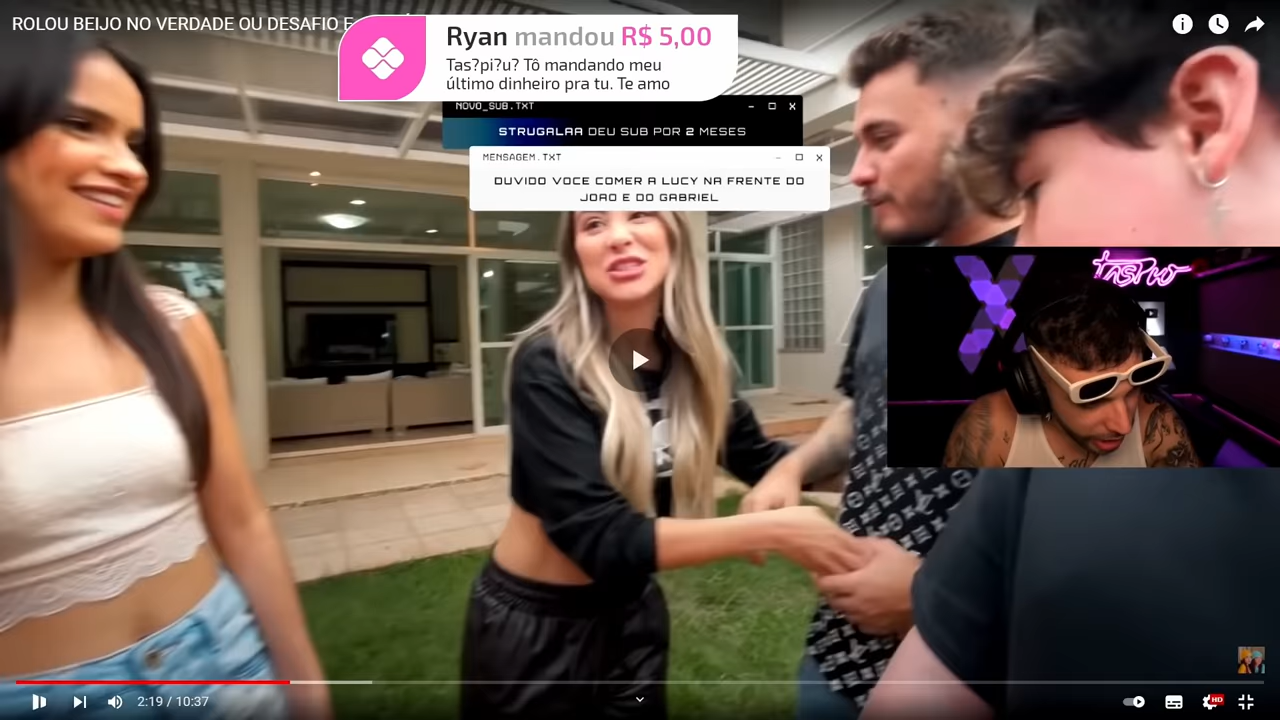 ROLOU BEIJO NO VERDADE OU DESAFIO E
Ryan mandou R$ 5,00
Tas?pi?u? Tô mandando meu
último dinheiro pra tu. Te amo
NOVO_SUB.TXT
STRUGALAA DEU SUB POR 2 MESES
MENSAGEM.TXT
DUVIDO VOCE COMER A LUCY NA FRENTE DO
JOAO E DO GABRIEL
2:19 / 10:37
HD